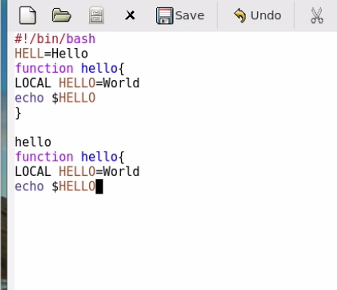 Save Undo
#!/bin/bash
HELL=Hello
function hello{
LOCAL HELLO=World
echo $HELLO
}
hello
function hello{
LOCAL HELLO=World
echo $HELLO